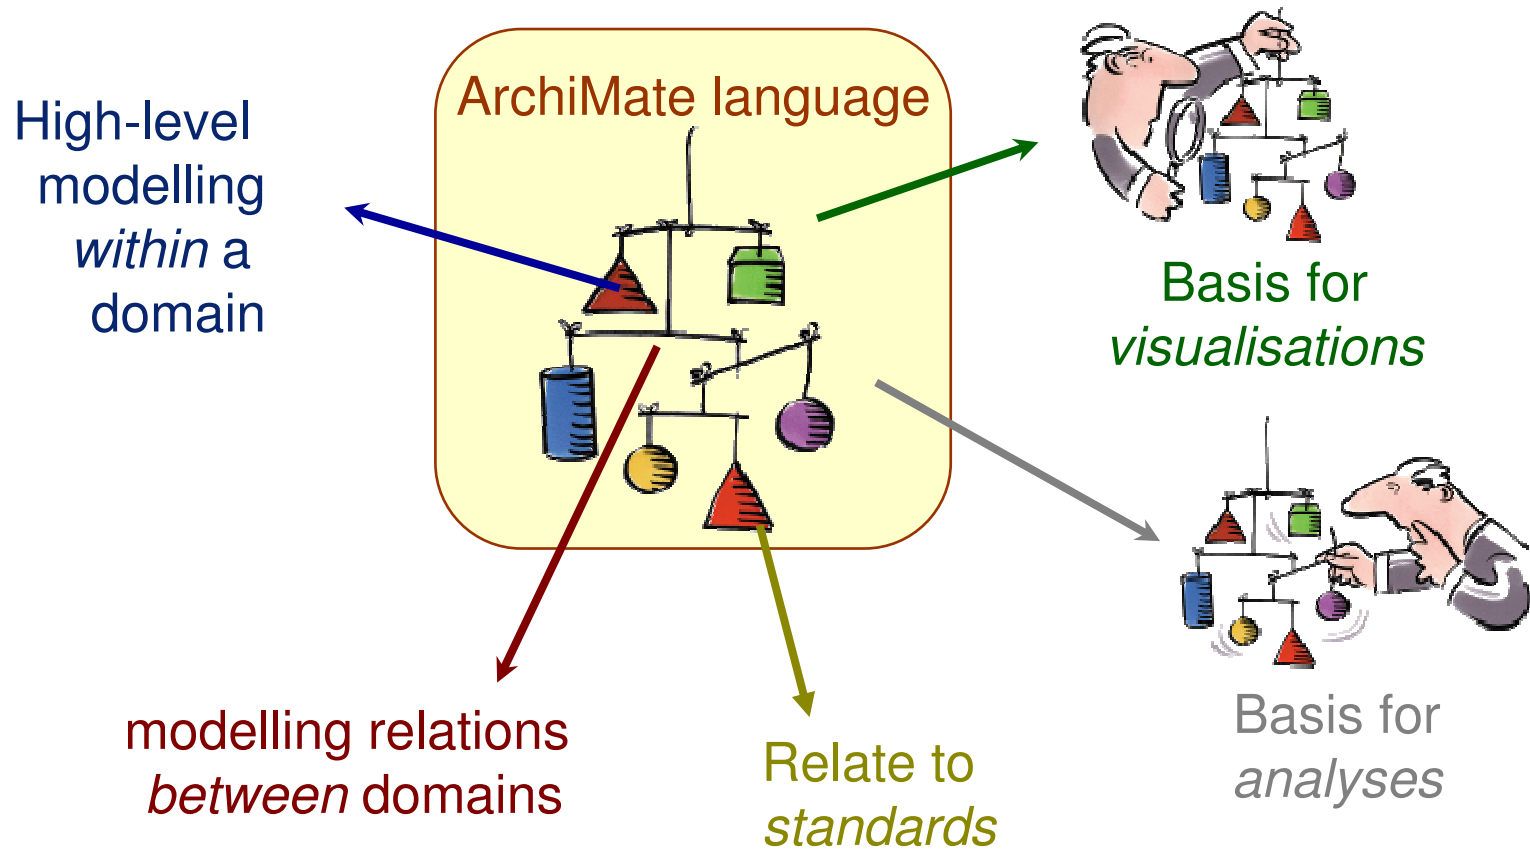 ArchiMate language
High-level
modelling
within a
domain
Basis for
visualisations
modelling relations
between domains
Relate to
standards
Basis for
analyses